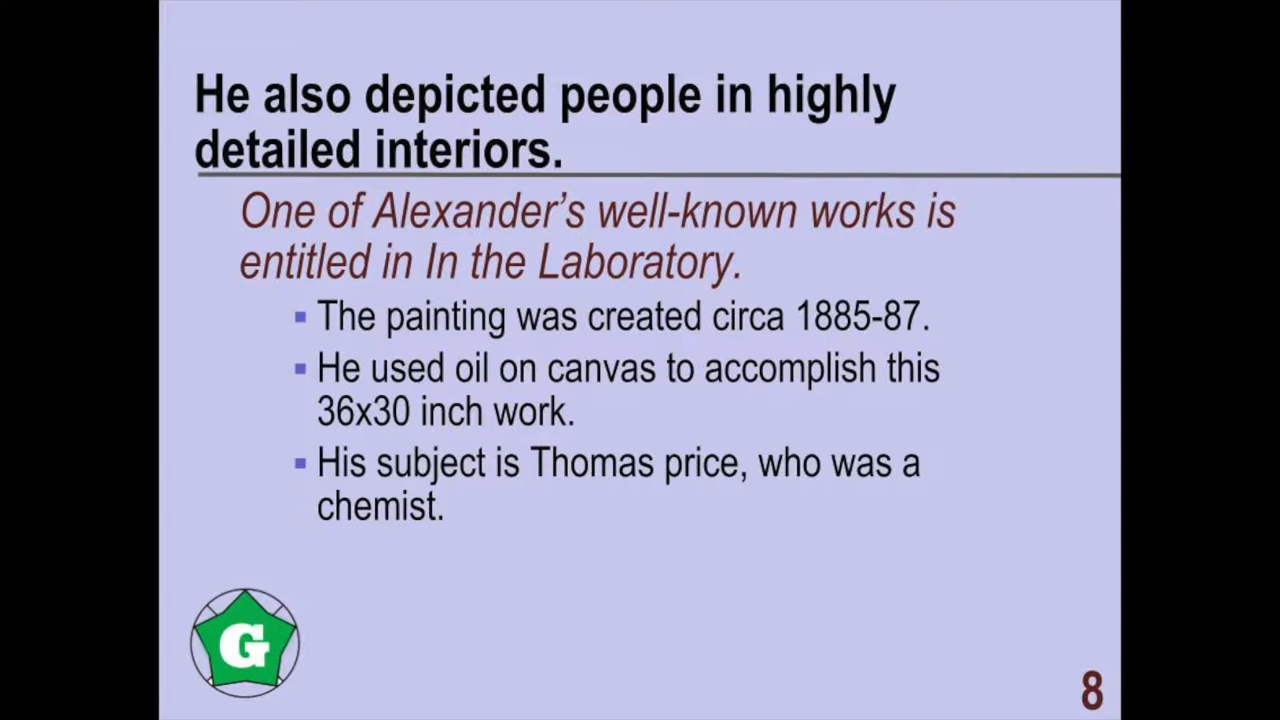 He also depicted people in highly
detailed interiors.
One of Alexander's well-known works is
entitled in In the Laboratory.
▪ The painting was created circa 1885-87.
▪ He used oil on canvas to accomplish this
36x30 inch work.
▪ His subject is Thomas price, who was a
chemist.
G
8